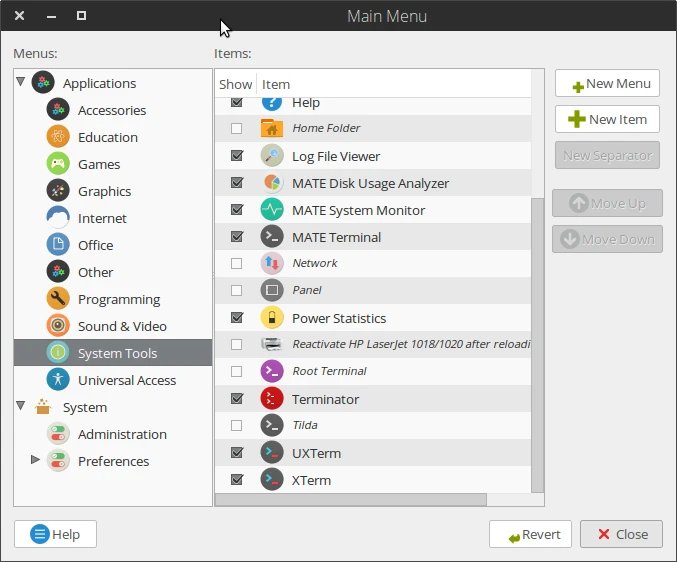 Main Menu
Menus:
Items:
Applications
Accessories
Education
Games
Graphics
Internet
Office
Other
Programming
Sound & Video
System Tools
Universal Access
System
Administration
Preferences
Show Item
Help
Home Folder
Log File Viewer
MATE Disk Usage Analyzer
MATE System Monitor
MATE Terminal
Network
Panel
Power Statistics
Reactivate HP LaserJet 1018/1020 after reloadi
Root Terminal
Terminator
Tilda
UXTerm
XTerm
New Menu
New Item
New Separator
Move Up
Move Down
Help
Revert
Close